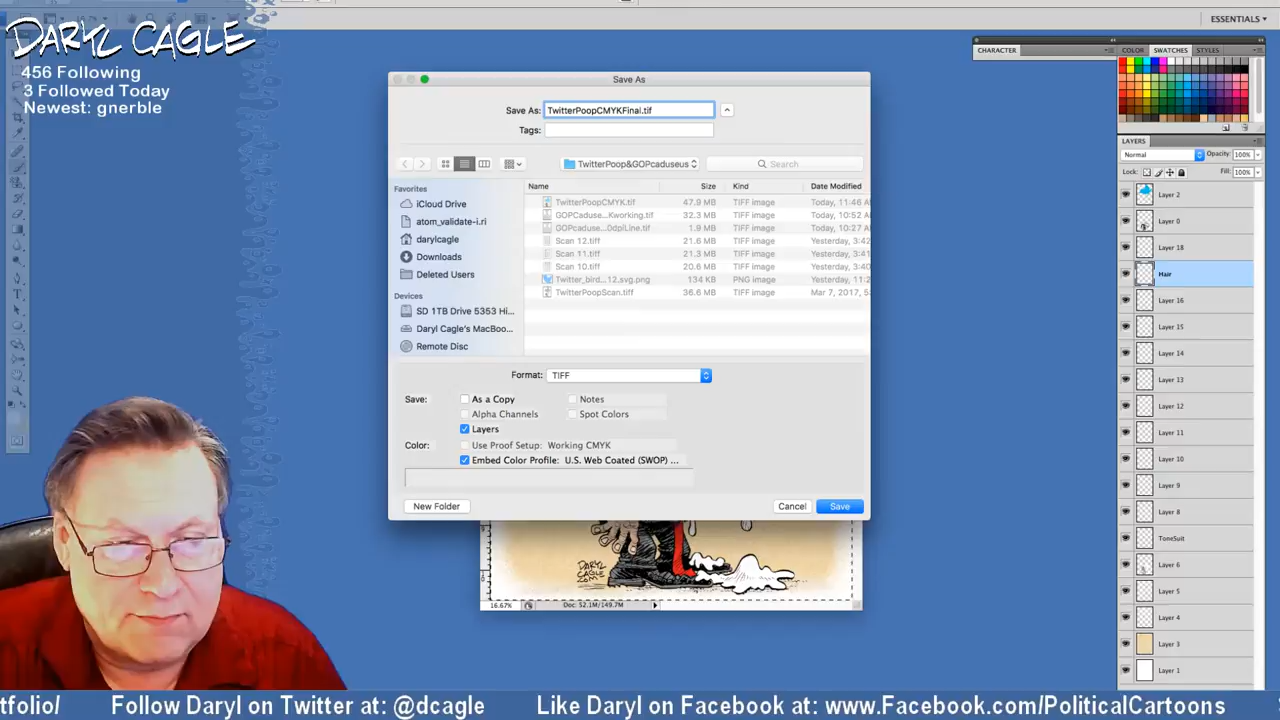 ESSENTIALS
DARYL CAGLE
456 Following
3 Followed Today
Newest: gnerble
CHARACTER
COLOR SWATCHES STYLES
Save As
Save As: TwitterPoopCMYKFinal.tif
Tags:
TwitterPoop&GOPcaduseus
Search
Favorites
iCloud Drive
atom_validate-i.ri
darylcagle
Downloads
Deleted Users
Devices
SD 1TB Drive 5353 Hi...
Daryl Cagle's MacBoo...
Remote Disc
Name Size Kind Date Modified
TwitterPoopCMYK.tif 47.9 MB TIFF image Today, 11:46 A
GOPCaduse...Kworking.tif 32.3 MB TIFF image Today, 10:52 A
GOPCaduse...DdplLine.tif 1.9 MB TIFF image Today, 10:27 A
Scan 12.tiff 21.6 MB TIFF image Yesterday, 3:42
Scan 11.tiff 21.3 MB TIFF image Yesterday, 3:41
Scan 10.tiff 20.6 MB TIFF image Yesterday, 3:40
Twitter_bird...12.svg.png 134 KB PNG image Yesterday, 11:2
TwitterPoopScan.tiff 36.6 MB TIFF image Mar 7, 2017, 5
Format: TIFF
Save: As a Copy Notes
Alpha Channels Spot Colors
Layers
Color: Use Proof Setup: Working CMYK
Embed Color Profile: U.S. Web Coated (SWOP) ...
New Folder Cancel Save
DARYL
CAGLE
16.67% Doc: 52.1M/149.7M
LAYERS
Normal Opacity: 100%
Lock: Fill: 100%
Layer 2
Layer 0
Layer 18
Hair
Layer 16
Layer 15
Layer 14
Layer 13
Layer 12
Layer 11
Layer 10
Layer 9
Layer 8
ToneSuit
Layer 6
Layer 5
Layer 4
Layer 3
Layer 1
tfolio/ Follow Daryl on Twitter at: @dcagle Like Daryl on Facebook at: www.Facebook.com/PoliticalCartoons